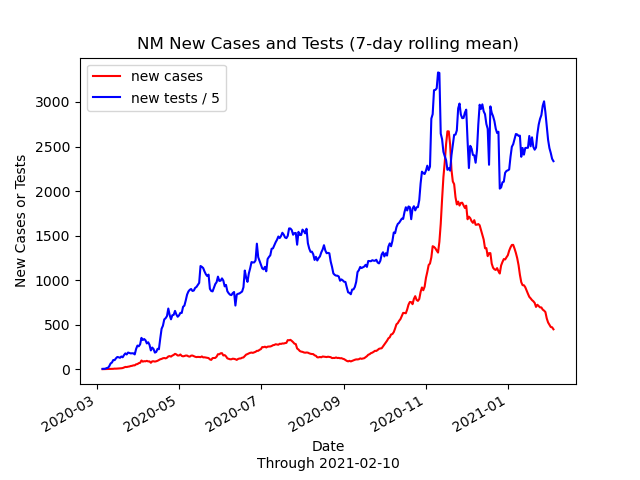 NM New Cases and Tests (7-day rolling mean)
new cases
new tests / 5
3000
2500
2000
1500
1000
500
0
New Cases or Tests
2020-03
2020-05
2020-07
2020-09
2020-11
2021-01
Date
Through 2021-02-10